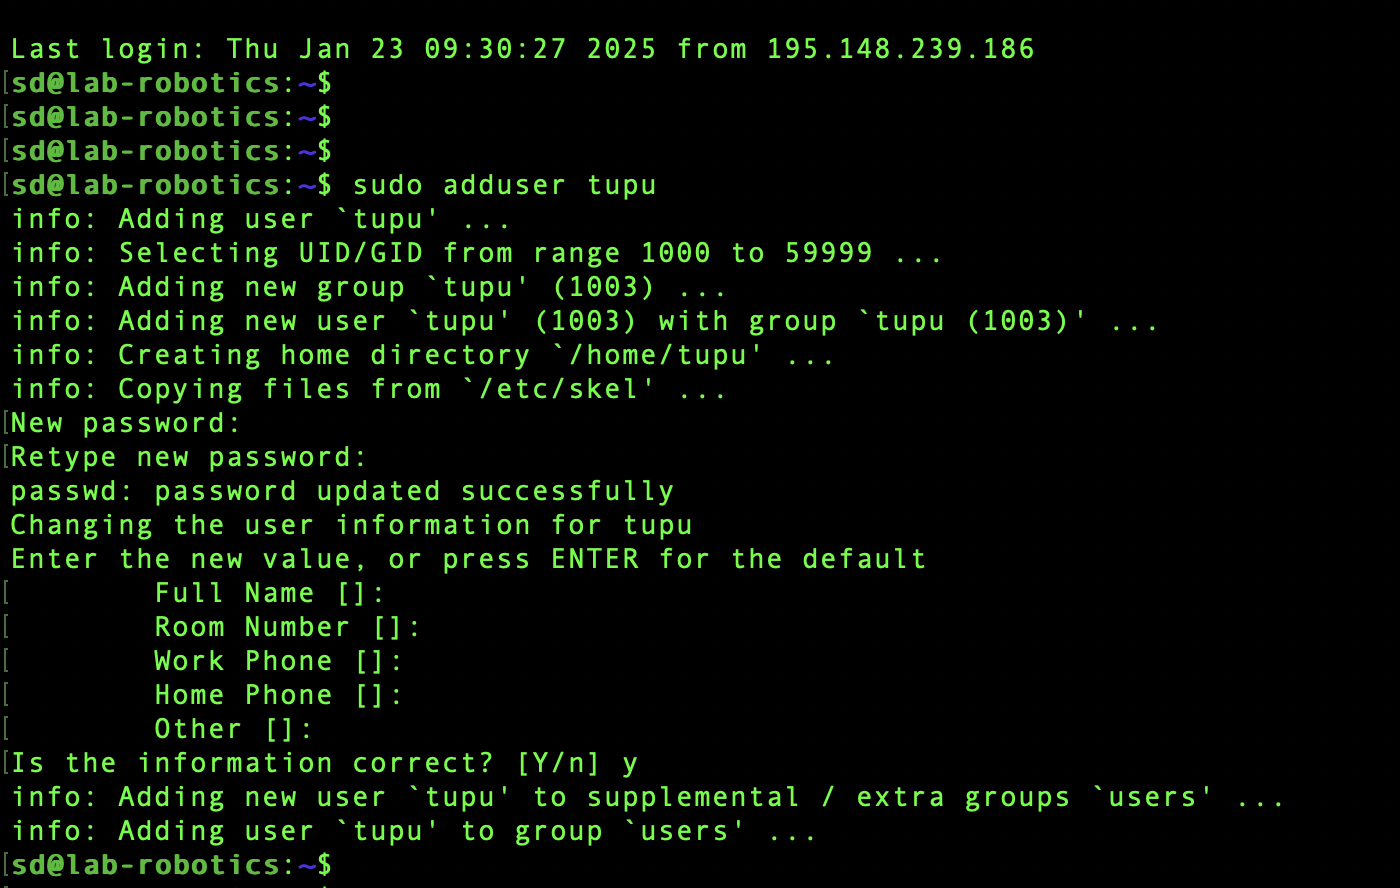 Last login: Thu Jan 23 09:30:27 2025 from 195.148.239.186
[sd@lab-robotics:~$
[sd@lab-robotics:~$
[sd@lab-robotics:~$
[sd@lab-robotics:~$ sudo adduser tupu
info: Adding user `tupu' ...
info: Selecting UID/GID from range 1000 to 59999 ...
info: Adding new group `tupu' (1003) ...
info: Adding new user `tupu' (1003) with group `tupu (1003)' ...
info: Creating home directory `/home/tupu' ...
info: Copying files from `/etc/skel' ...
[New password:
[Retype new password:
passwd: password updated successfully
Changing the user information for tupu
Enter the new value, or press ENTER for the default
[        Full Name []:
[        Room Number []:
[        Work Phone []:
[        Home Phone []:
[        Other []:
[Is the information correct? [Y/n] y
info: Adding new user `tupu' to supplemental / extra groups `users' ...
info: Adding user `tupu' to group `users' ...
[sd@lab-robotics:~$